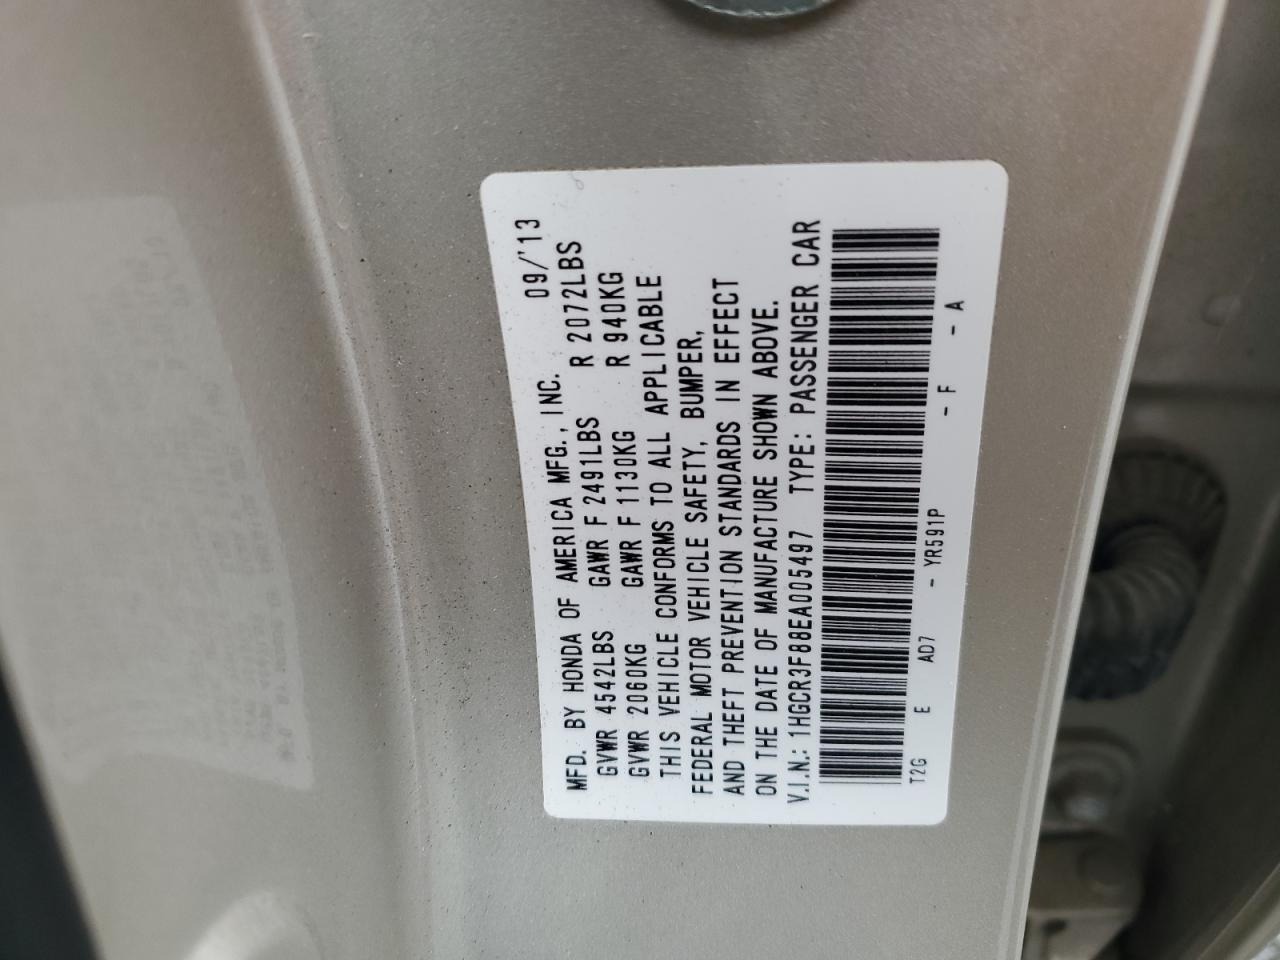 MFD. BY HONDA OF AMERICA MFG., INC. 09/'13
GVWR 4542LBS GAWR F 2491LBS R 2072LBS
GVWR 2060KG GAWR F 1130KG R 940KG
THIS VEHICLE CONFORMS TO ALL APPLICABLE
FEDERAL MOTOR VEHICLE SAFETY, BUMPER,
AND THEFT PREVENTION STANDARDS IN EFFECT
ON THE DATE OF MANUFACTURE SHOWN ABOVE.
V.I.N.: 1HGCR3F88EA005497 TYPE: PASSENGER CAR
T2G E AD7 - YR591P - F - A